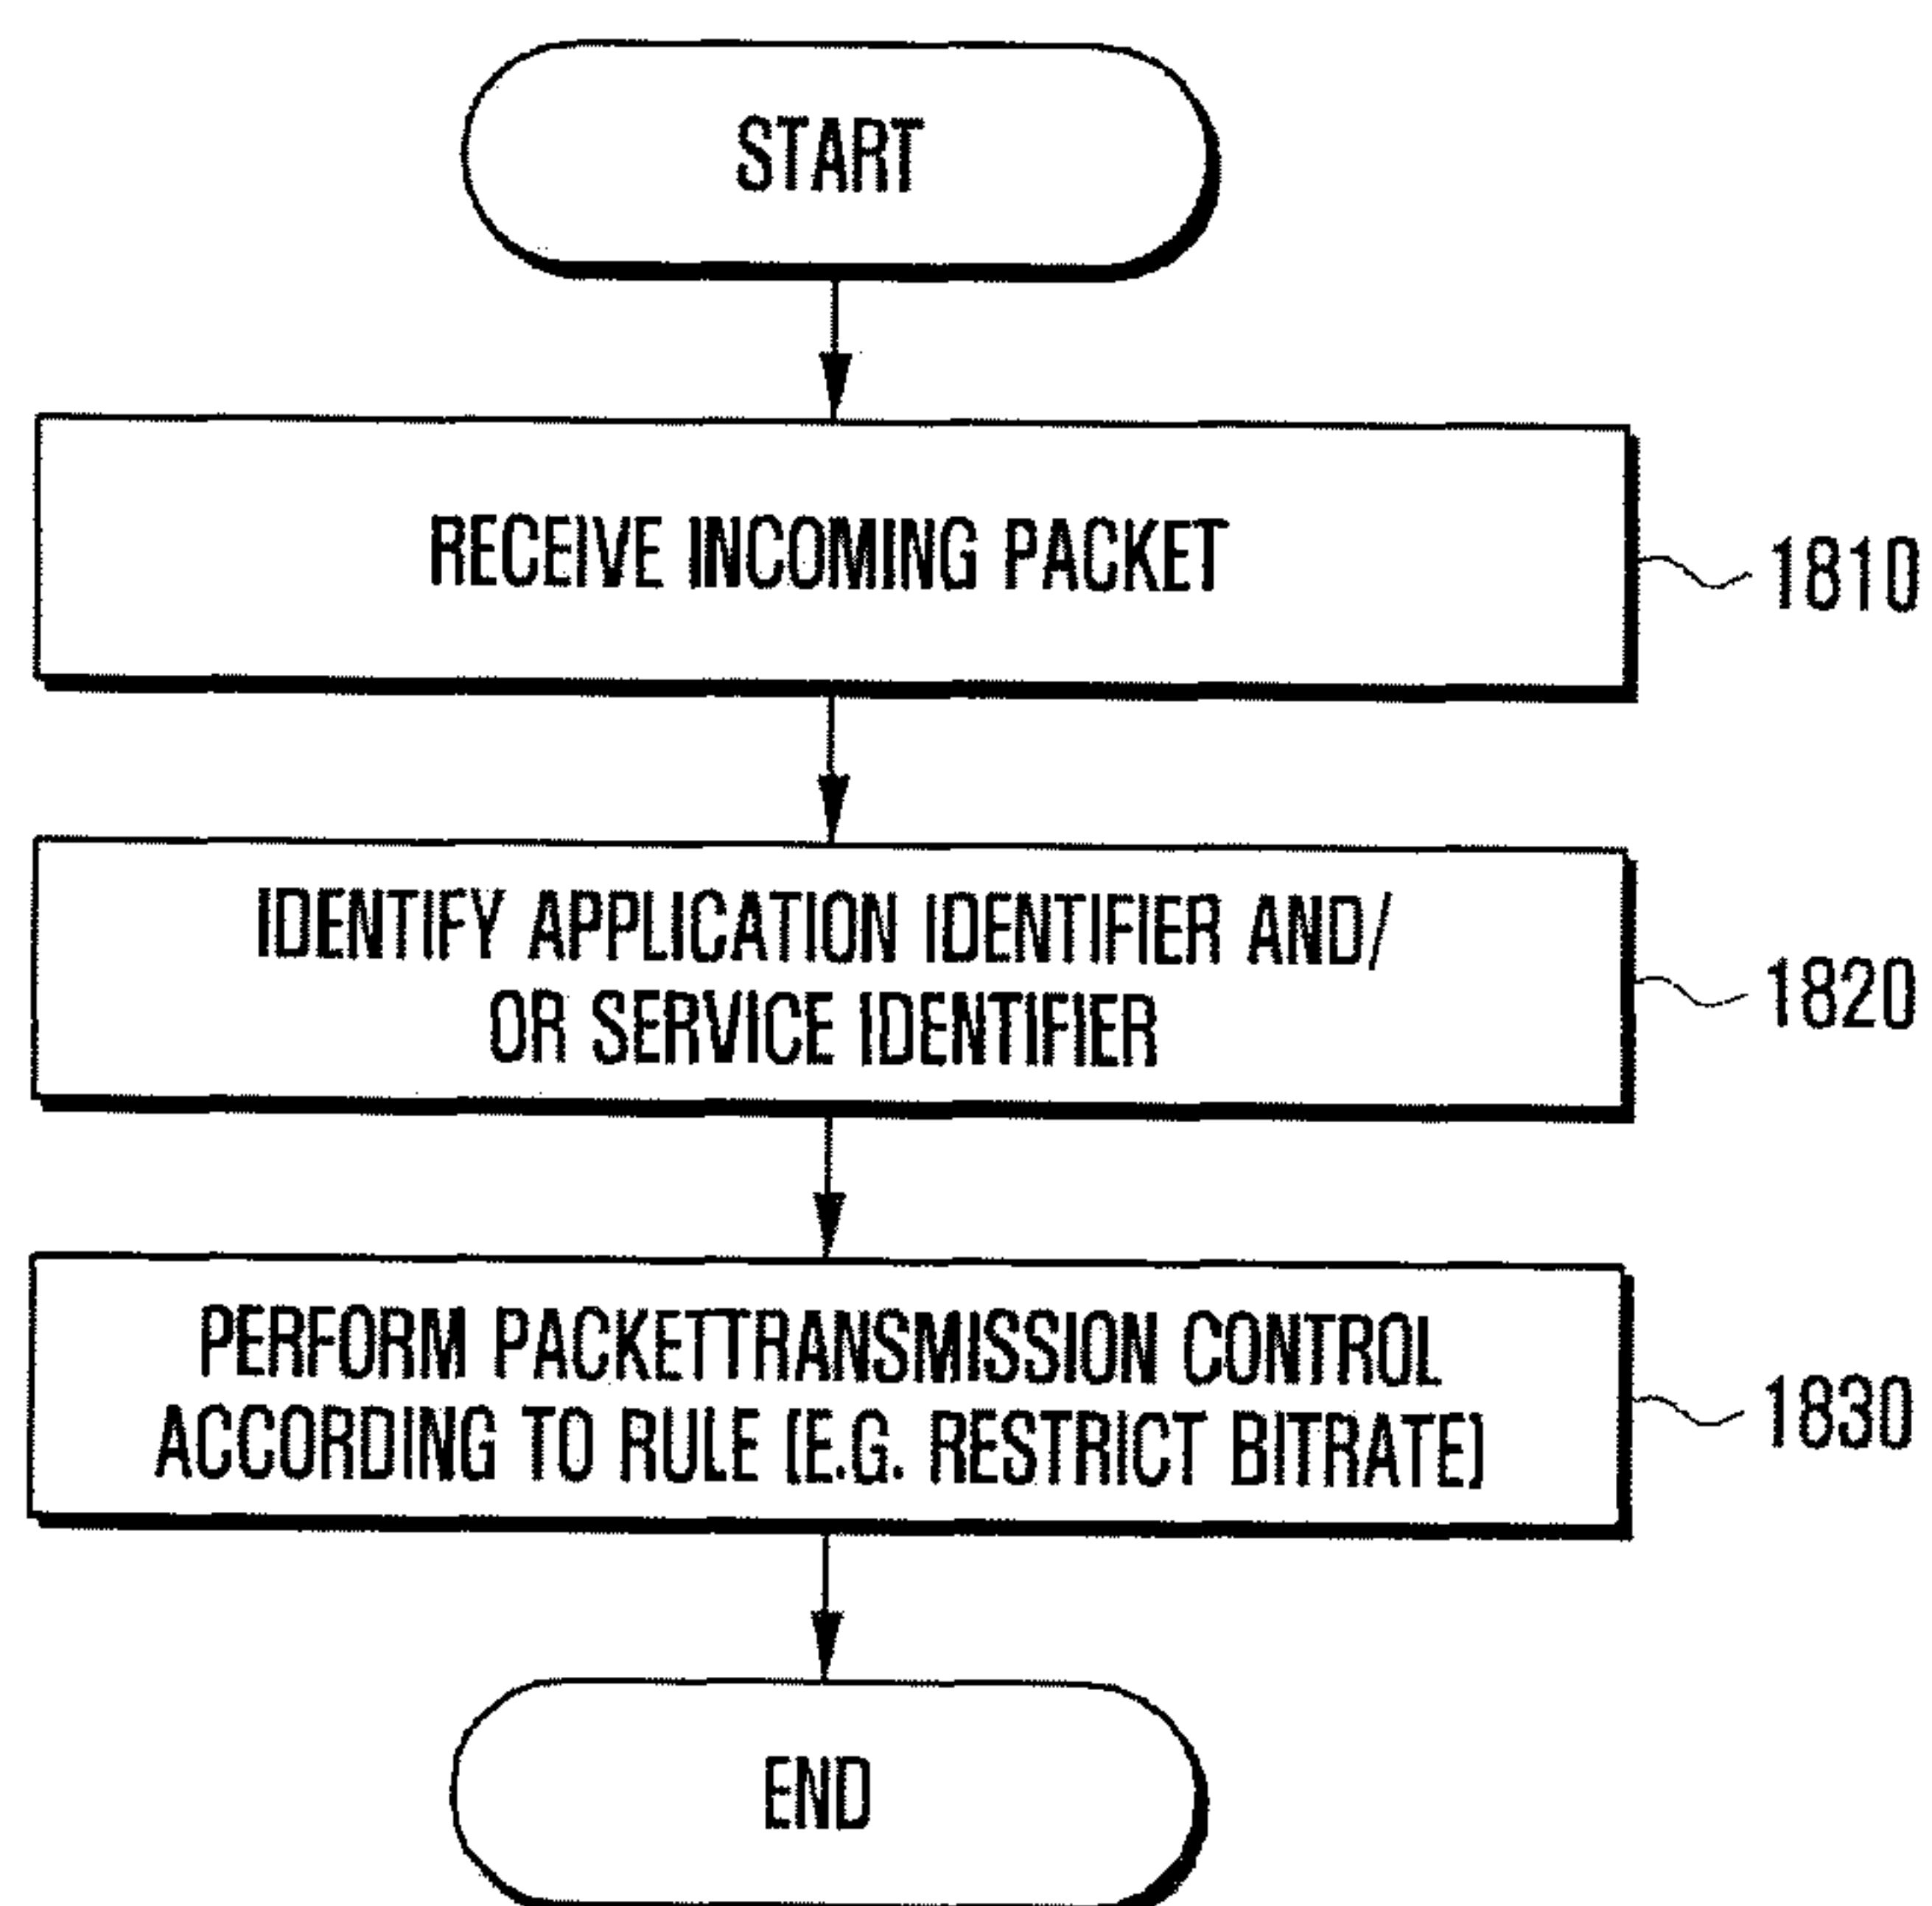 START
RECEIVE INCOMING PACKET
1810
IDENTIFY APPLICATION IDENTIFIER AND/
OR SERVICE IDENTIFIER
1820
PERFORM PACKETTRANSMISSION CONTROL
ACCORDING TO RULE (E.G. RESTRICT BITRATE)
1830
END